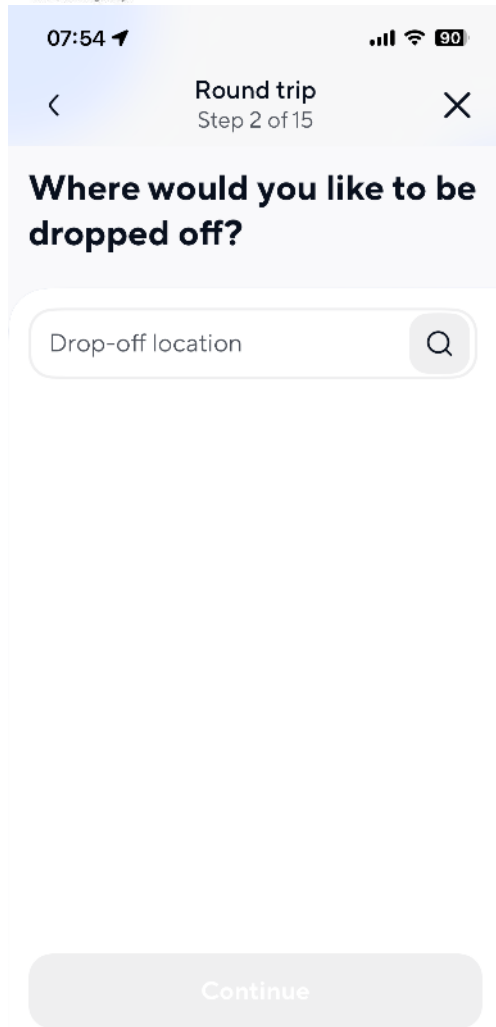 07:54
90
Round trip
Step 2 of 15
Where would you like to be
dropped off?
Drop-off location
Continue